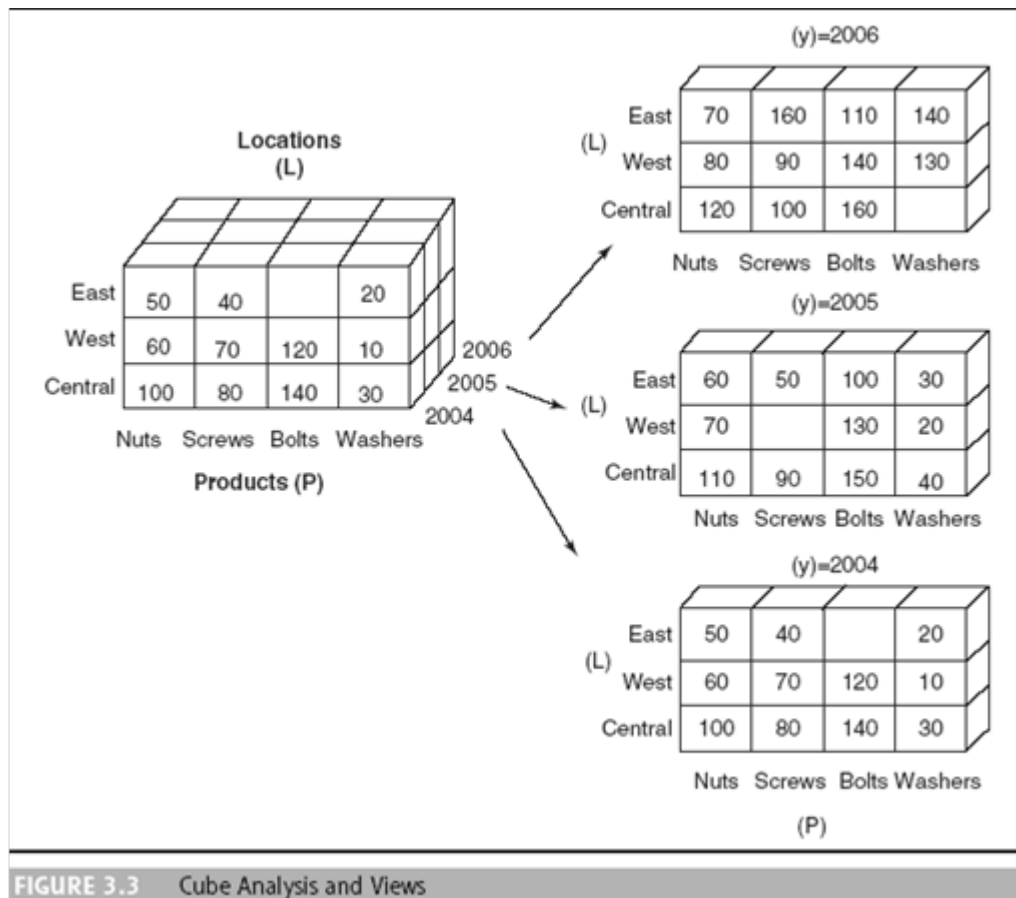 Locations
(L)
East 50 40 20
West 60 70 120 10
Central 100 80 140 30
2006
2005
2004
Nuts Screws Bolts Washers
Products (P)
(y)=2006
(L)
East 70 160 110 140
West 80 90 140 130
Central 120 100 160
Nuts Screws Bolts Washers
(y)=2005
(L)
East 60 50 100 30
West 70 130 20
Central 110 90 150 40
Nuts Screws Bolts Washers
(y)=2004
(L)
East 50 40 20
West 60 70 120 10
Central 100 80 140 30
Nuts Screws Bolts Washers
(P)
FIGURE 3.3 Cube Analysis and Views